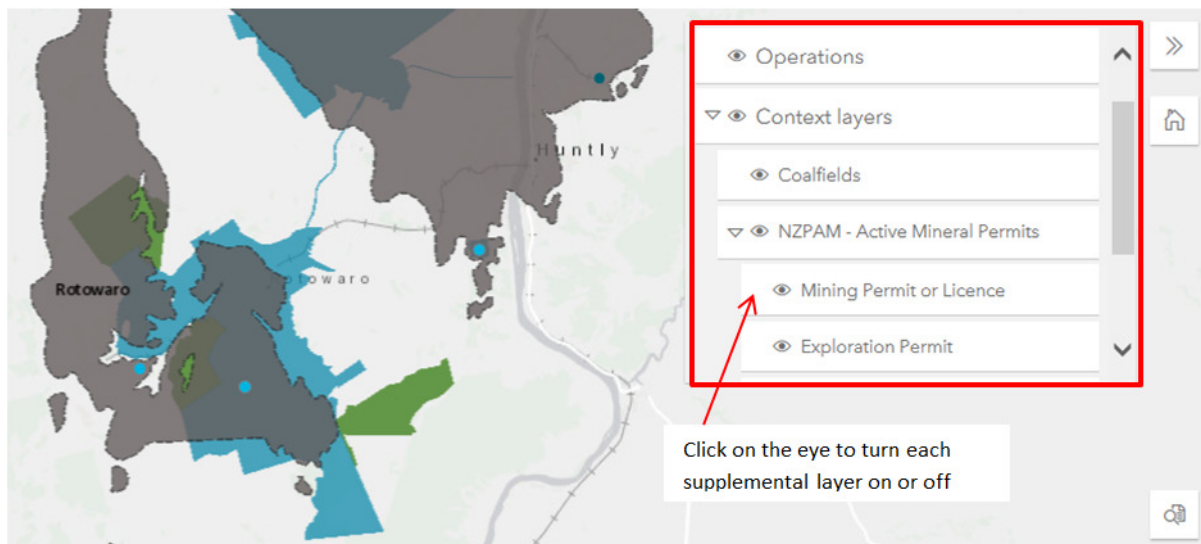 Operations
Context layers
Huntly
Coalfields
NZPAM - Active Mineral Permits
otowaro
Rotowaro
Mining Permit or Licence
Exploration Permit
Click on the eye to turn each
supplemental layer on or off